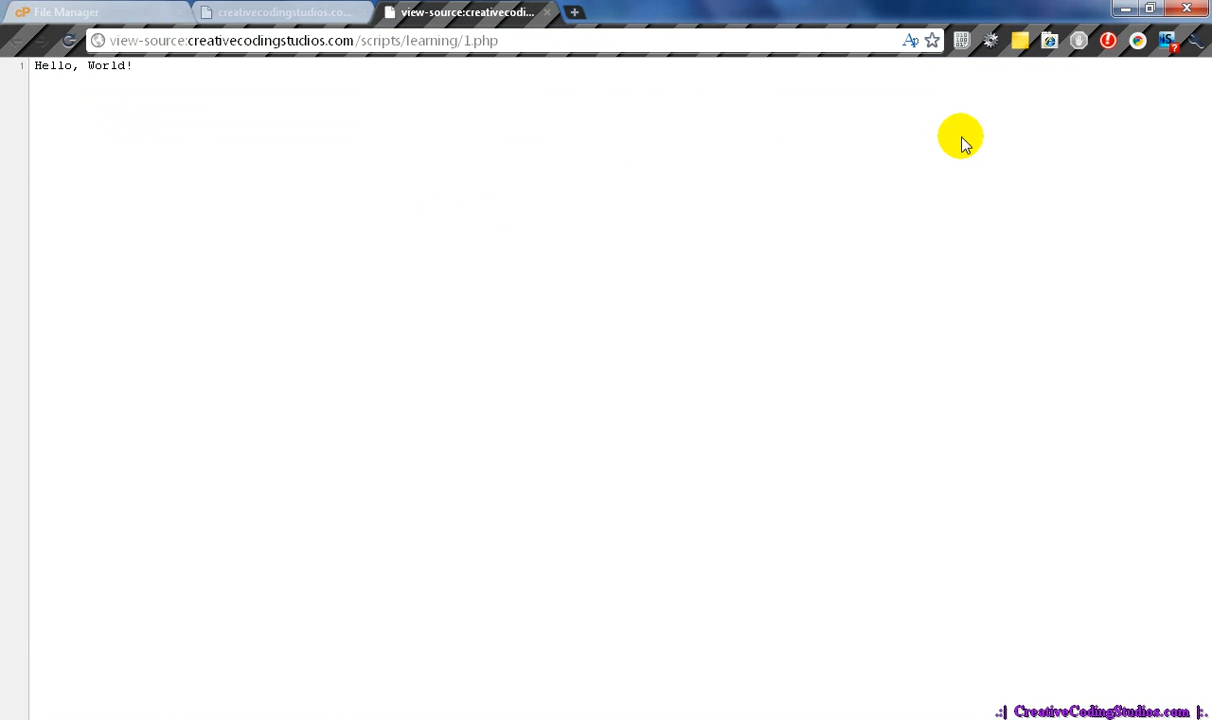 cP File Manager
creativecodingstudios.co...
view-source:creativecodi...
view-source:creativecodingstudios.com/scripts/learning/1.php
1 Hello, World!
.:| CreativeCodingStudios.com |:.